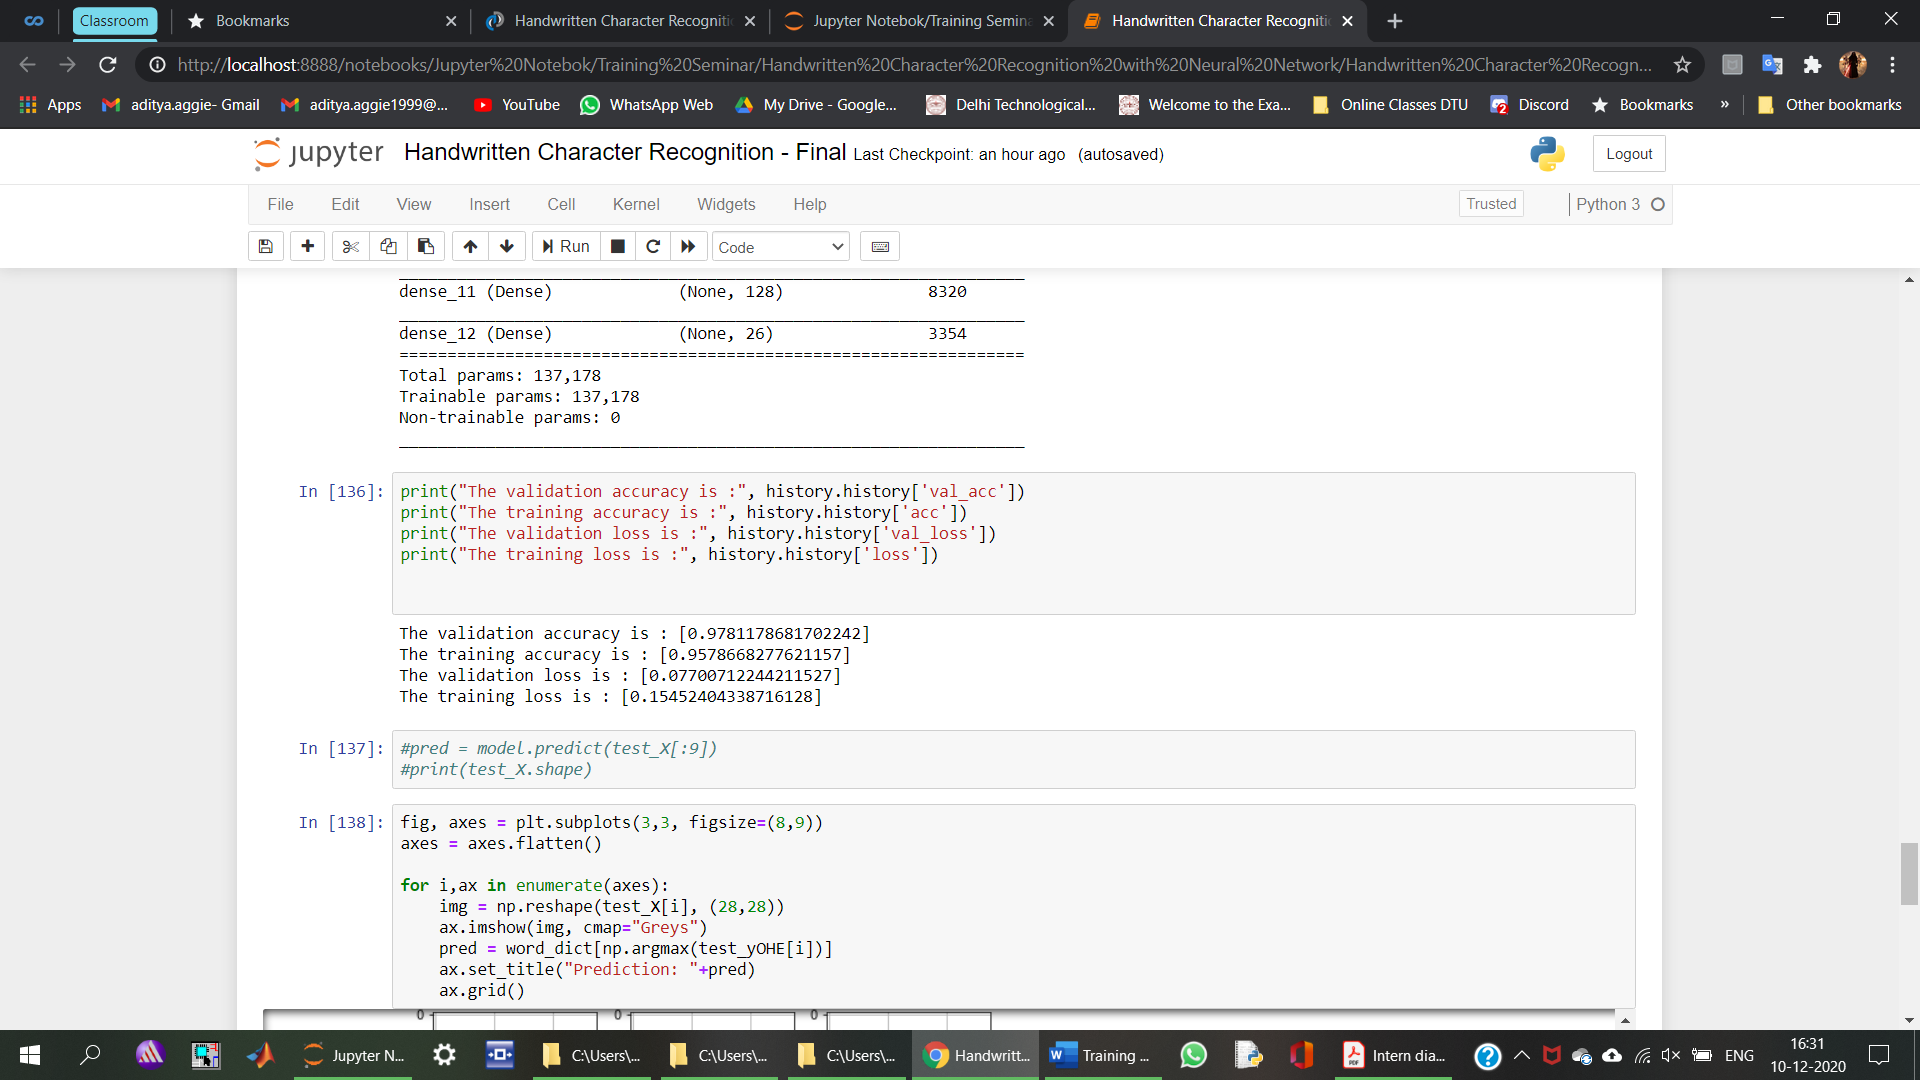 Classroom
Bookmarks
Handwritten Character Recogniti
Jupyter Notebok/Training Semina
Handwritten Character Recogniti
http://localhost:8888/notebooks/Jupyter%20Notebok/Training%20Seminar/Handwritten%20Character%20Recognition%20with%20Neural%20Network/Handwritten%20Character%20Recogn...
Apps
aditya.aggie- Gmail
aditya.aggie1999@...
YouTube
WhatsApp Web
My Drive - Google...
Delhi Technological...
Welcome to the Exa...
Online Classes DTU
Discord
Bookmarks
»
Other bookmarks
jupyter Handwritten Character Recognition - Final Last Checkpoint: an hour ago (autosaved)
Logout
File Edit View Insert Cell Kernel Widgets Help
Trusted
Python 3
Run
Code
dense_11 (Dense) (None, 128) 8320
dense_12 (Dense) (None, 26) 3354
=================================================================
Total params: 137,178
Trainable params: 137,178
Non-trainable params: 0
In [136]: print("The validation accuracy is :", history.history['val_acc'])
print("The training accuracy is :", history.history['acc'])
print("The validation loss is :", history.history['val_loss'])
print("The training loss is :", history.history['loss'])
The validation accuracy is : [0.9781178681702242]
The training accuracy is : [0.9578668277621157]
The validation loss is : [0.07700712244211527]
The training loss is : [0.15452404338716128]
In [137]: #pred = model.predict(test_X[:9])
#print(test_X.shape)
In [138]: fig, axes = plt.subplots(3,3, figsize=(8,9))
axes = axes.flatten()
for i,ax in enumerate(axes):
    img = np.reshape(test_X[i], (28,28))
    ax.imshow(img, cmap="Greys")
    pred = word_dict[np.argmax(test_yOHE[i])]
    ax.set_title("Prediction: "+pred)
    ax.grid()
0 0 0
Jupyter N...
C:\Users\...
C:\Users\...
C:\Users\...
Handwritt...
Training ...
Intern dia...
ENG
16:31
10-12-2020